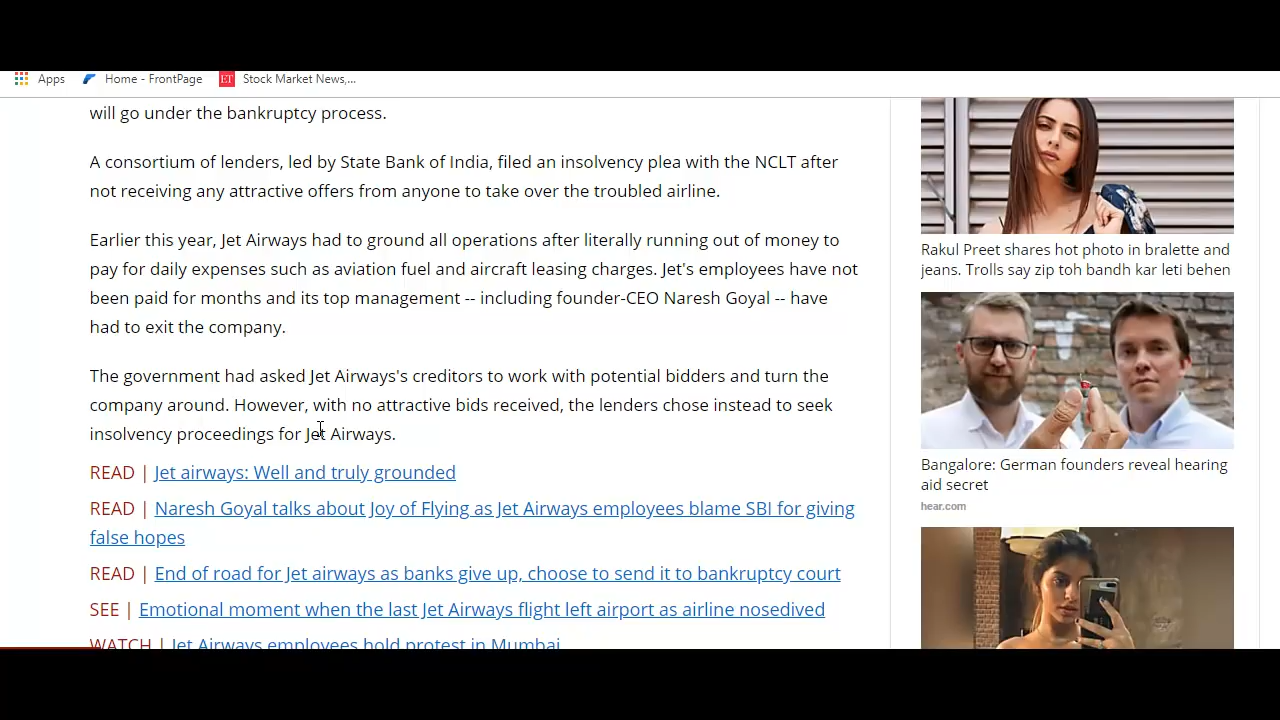 Apps
Home - FrontPage
ET
Stock Market News,...
will go under the bankruptcy process.
A consortium of lenders, led by State Bank of India, filed an insolvency plea with the NCLT after
not receiving any attractive offers from anyone to take over the troubled airline.
Earlier this year, Jet Airways had to ground all operations after literally running out of money to
pay for daily expenses such as aviation fuel and aircraft leasing charges. Jet's employees have not
been paid for months and its top management -- including founder-CEO Naresh Goyal -- have
had to exit the company.
The government had asked Jet Airways's creditors to work with potential bidders and turn the
company around. However, with no attractive bids received, the lenders chose instead to seek
insolvency proceedings for Jet Airways.
READ | Jet airways: Well and truly grounded
READ | Naresh Goyal talks about Joy of Flying as Jet Airways employees blame SBI for giving
false hopes
READ | End of road for Jet airways as banks give up, choose to send it to bankruptcy court
SEE | Emotional moment when the last Jet Airways flight left airport as airline nosedived
WATCH | Jet Airways employees hold protest in Mumbai
Rakul Preet shares hot photo in bralette and
jeans. Trolls say zip toh bandh kar leti behen
Bangalore: German founders reveal hearing
aid secret
hear.com